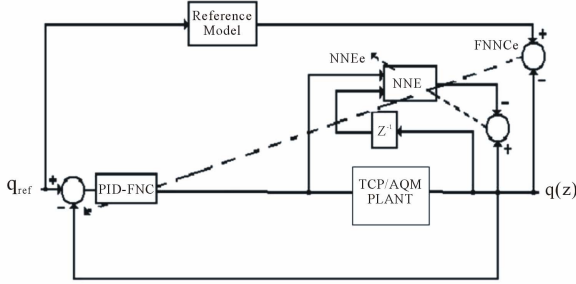 Reference
Model
FNNCe
+
−
NNEe
NNE
−
+
Z⁻¹
q_ref
+
−
PID-FNC
TCP/AQM
PLANT
q(z)